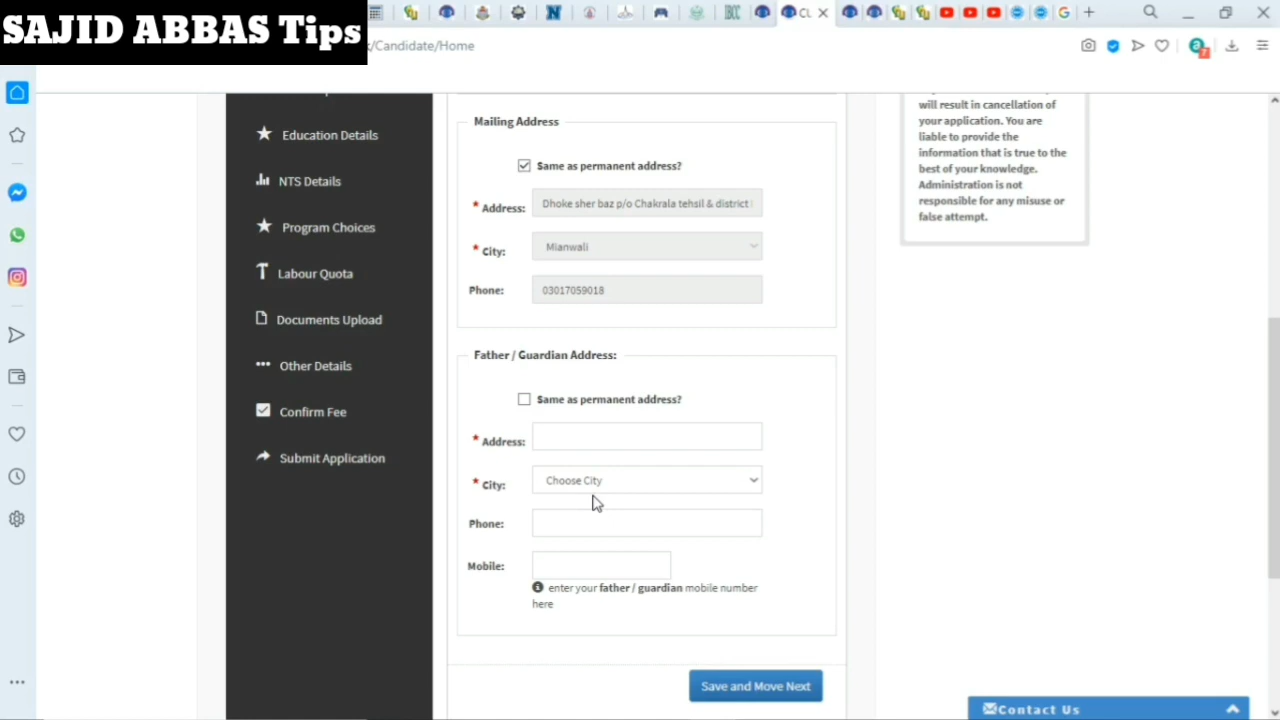 SAJID ABBAS Tips
/Candidate/Home
Education Details
NTS Details
Program Choices
Labour Quota
Documents Upload
Other Details
Confirm Fee
Submit Application
Mailing Address
Same as permanent address?
* Address: Dhoke sher baz p/o Chakrala tehsil & district
* City: Mianwali
Phone: 03017059018
Father / Guardian Address:
Same as permanent address?
* Address:
* City: Choose City
Phone:
Mobile:
enter your father / guardian mobile number
here
Save and Move Next
will result in cancellation of
your application. You are
liable to provide the
information that is true to the
best of your knowledge.
Administration is not
responsible for any misuse or
false attempt.
Contact Us